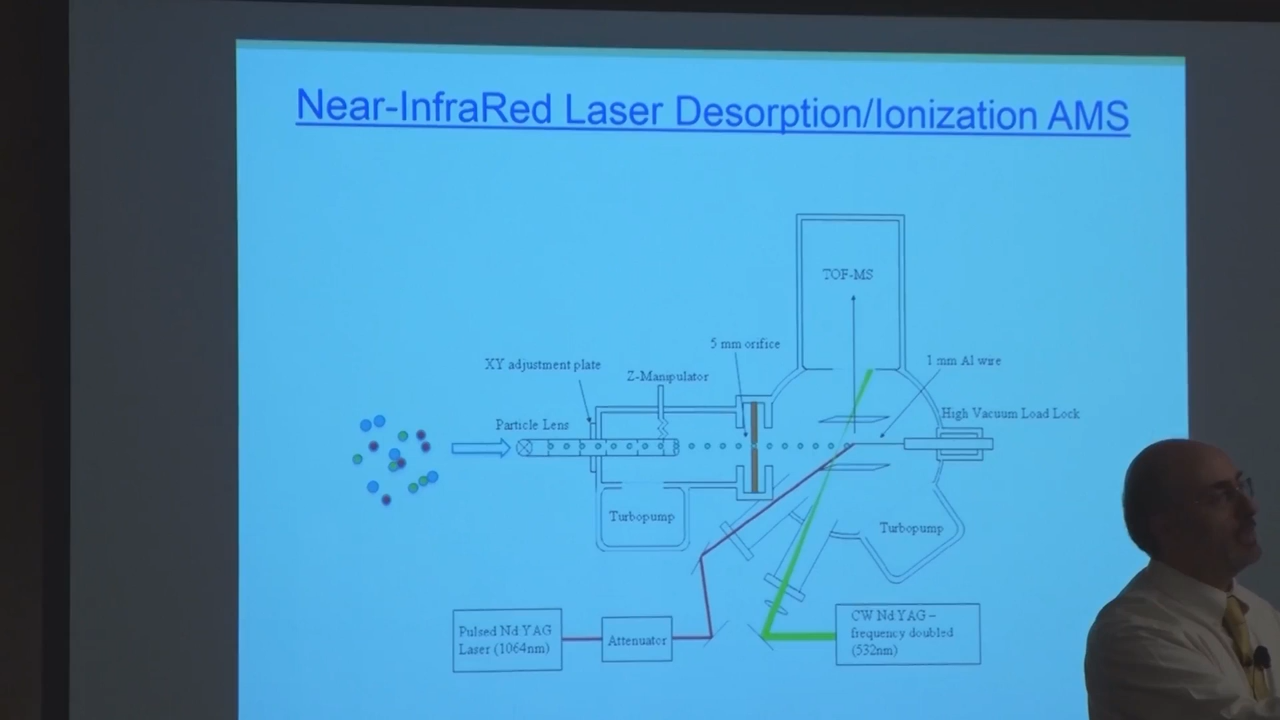 Near-InfraRed Laser Desorption/Ionization AMS
TOF-MS
5 mm orifice
1 mm Al wire
XY adjustment plate
Z-Manipulator
High Vacuum Load Lock
Particle Lens
Turbopump
Turbopump
Pulsed Nd YAG
Laser (1064nm)
Attenuator
CW Nd YAG –
frequency doubled
(532nm)